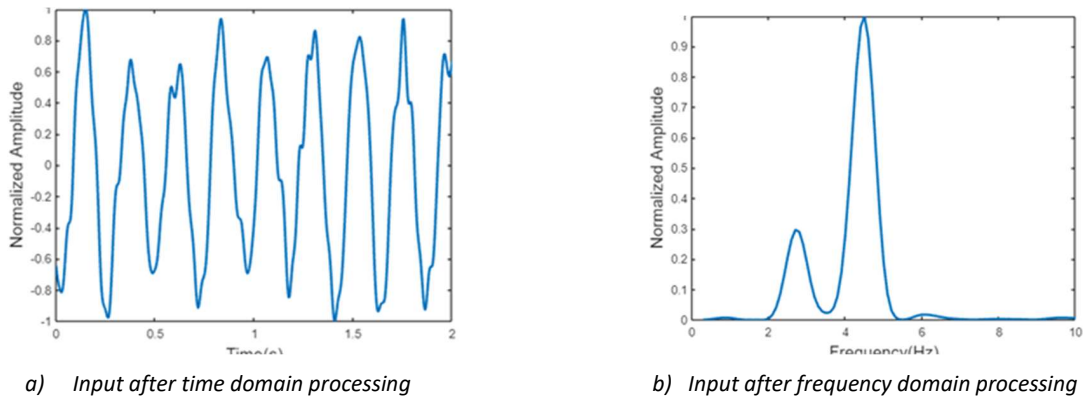 1
0.8
0.6
0.4
0.2
0
-0.2
-0.4
-0.6
-0.8
-1
Normalized Amplitude
0 0.5 1 1.5 2
Time(s)
1
0.9
0.8
0.7
0.6
0.5
0.4
0.3
0.2
0.1
0
Normalized Amplitude
0 2 4 6 8 10
Frequency(Hz)
a) Input after time domain processing
b) Input after frequency domain processing